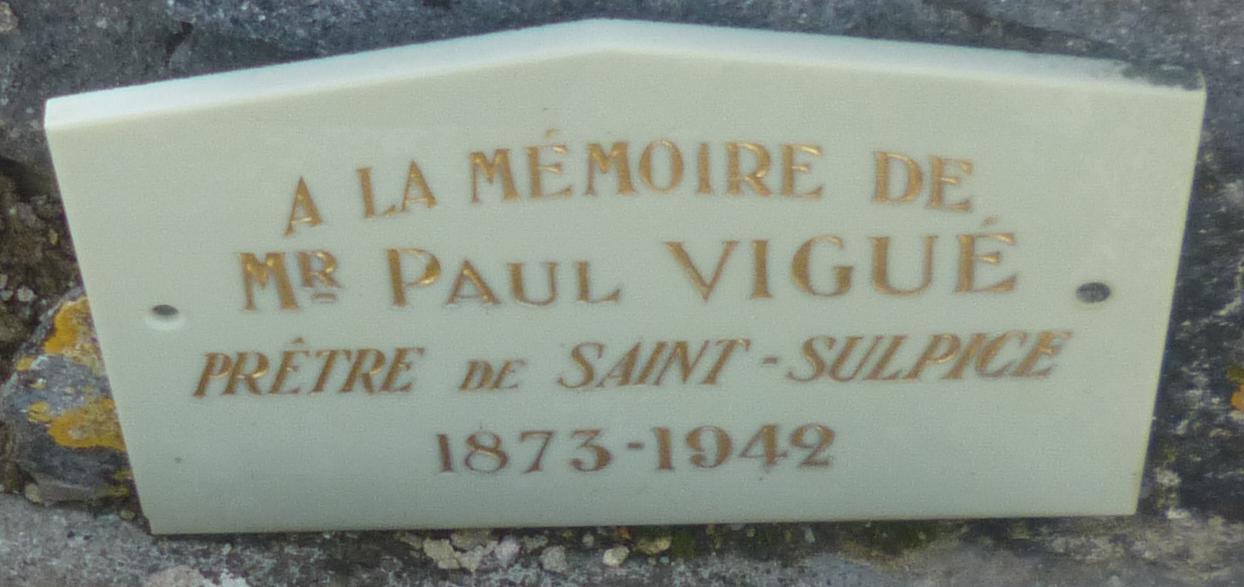 A LA MÉMOIRE DE
MR PAUL VIGUÉ
PRÊTRE DE SAINT-SULPICE
1873-1942